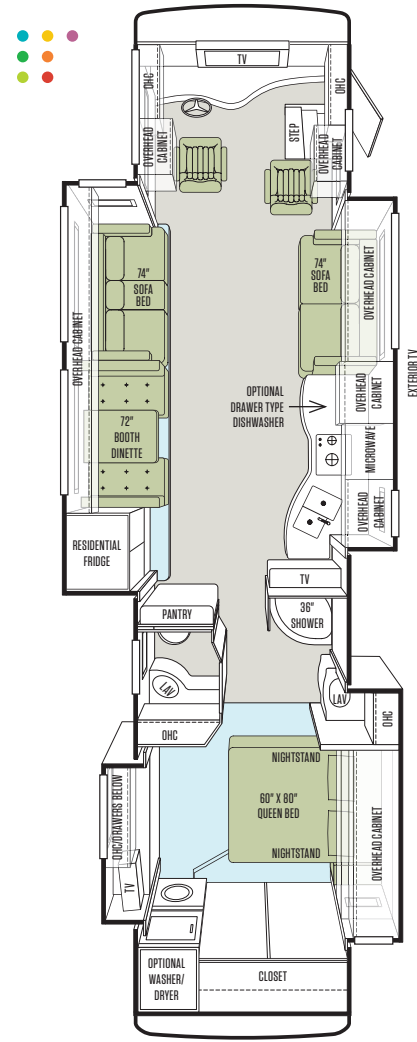 TV
OHC
OHC
OVERHEAD
CABINET
STEP
OVERHEAD
CABINET
74"
SOFA
BED
74"
SOFA
BED
OVERHEAD CABINET
OVERHEAD CABINET
EXTERIOR TV
OPTIONAL
DRAWER TYPE
DISHWASHER
OVERHEAD
CABINET
72"
BOOTH
DINETTE
MICROWAVE
OVERHEAD
CABINET
RESIDENTIAL
FRIDGE
TV
PANTRY
36"
SHOWER
LAV
LAV
OHC
OHC
NIGHTSTAND
60" X 80"
QUEEN BED
NIGHTSTAND
OVERHEAD CABINET
OHC/DRAWERS BELOW
TV
OPTIONAL
WASHER/
DRYER
CLOSET